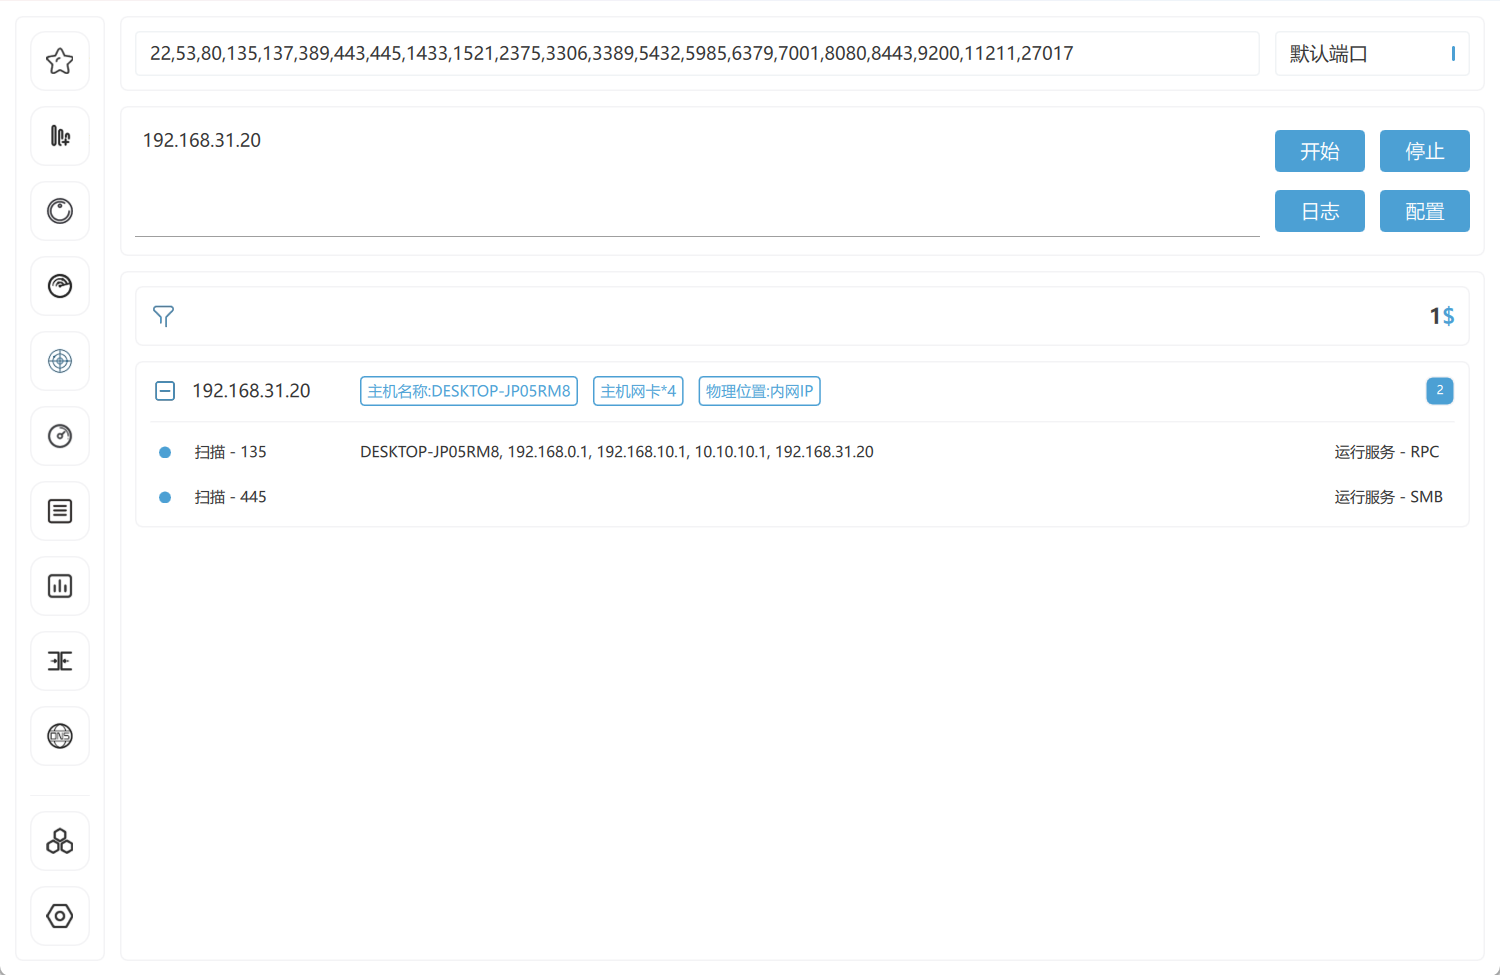 22,53,80,135,137,389,443,445,1433,1521,2375,3306,3389,5432,5985,6379,7001,8080,8443,9200,11211,27017
默认端口
192.168.31.20
开始
停止
日志
配置
1$
192.168.31.20
主机名称:DESKTOP-JP05RM8
主机网卡*4
物理位置:内网IP
2
扫描 - 135
DESKTOP-JP05RM8, 192.168.0.1, 192.168.10.1, 10.10.10.1, 192.168.31.20
运行服务 - RPC
扫描 - 445
运行服务 - SMB
DNS